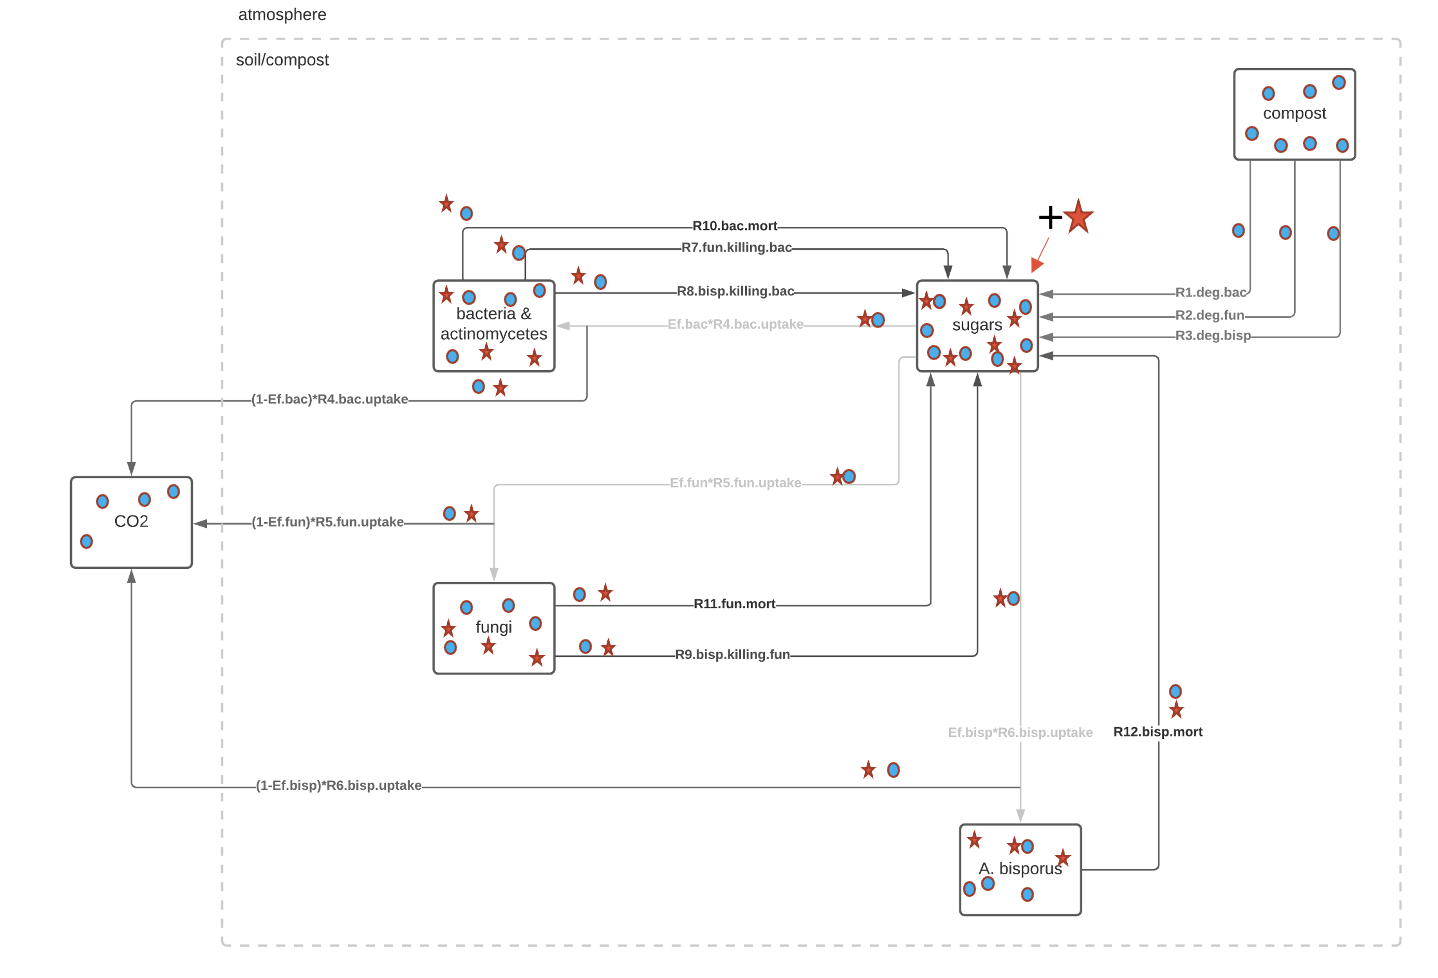 atmosphere
soil/compost
compost
R10.bac.mort
R7.fun.killing.bac
+
R8.bisp.killing.bac
R1.deg.bac
bacteria &
actinomycetes
Ef.bac*R4.bac.uptake
sugars
R2.deg.fun
R3.deg.bisp
(1-Ef.bac)*R4.bac.uptake
Ef.fun*R5.fun.uptake
CO2
(1-Ef.fun)*R5.fun.uptake
R11.fun.mort
fungi
R9.bisp.killing.fun
Ef.bisp*R6.bisp.uptake
R12.bisp.mort
(1-Ef.bisp)*R6.bisp.uptake
A. bisporus